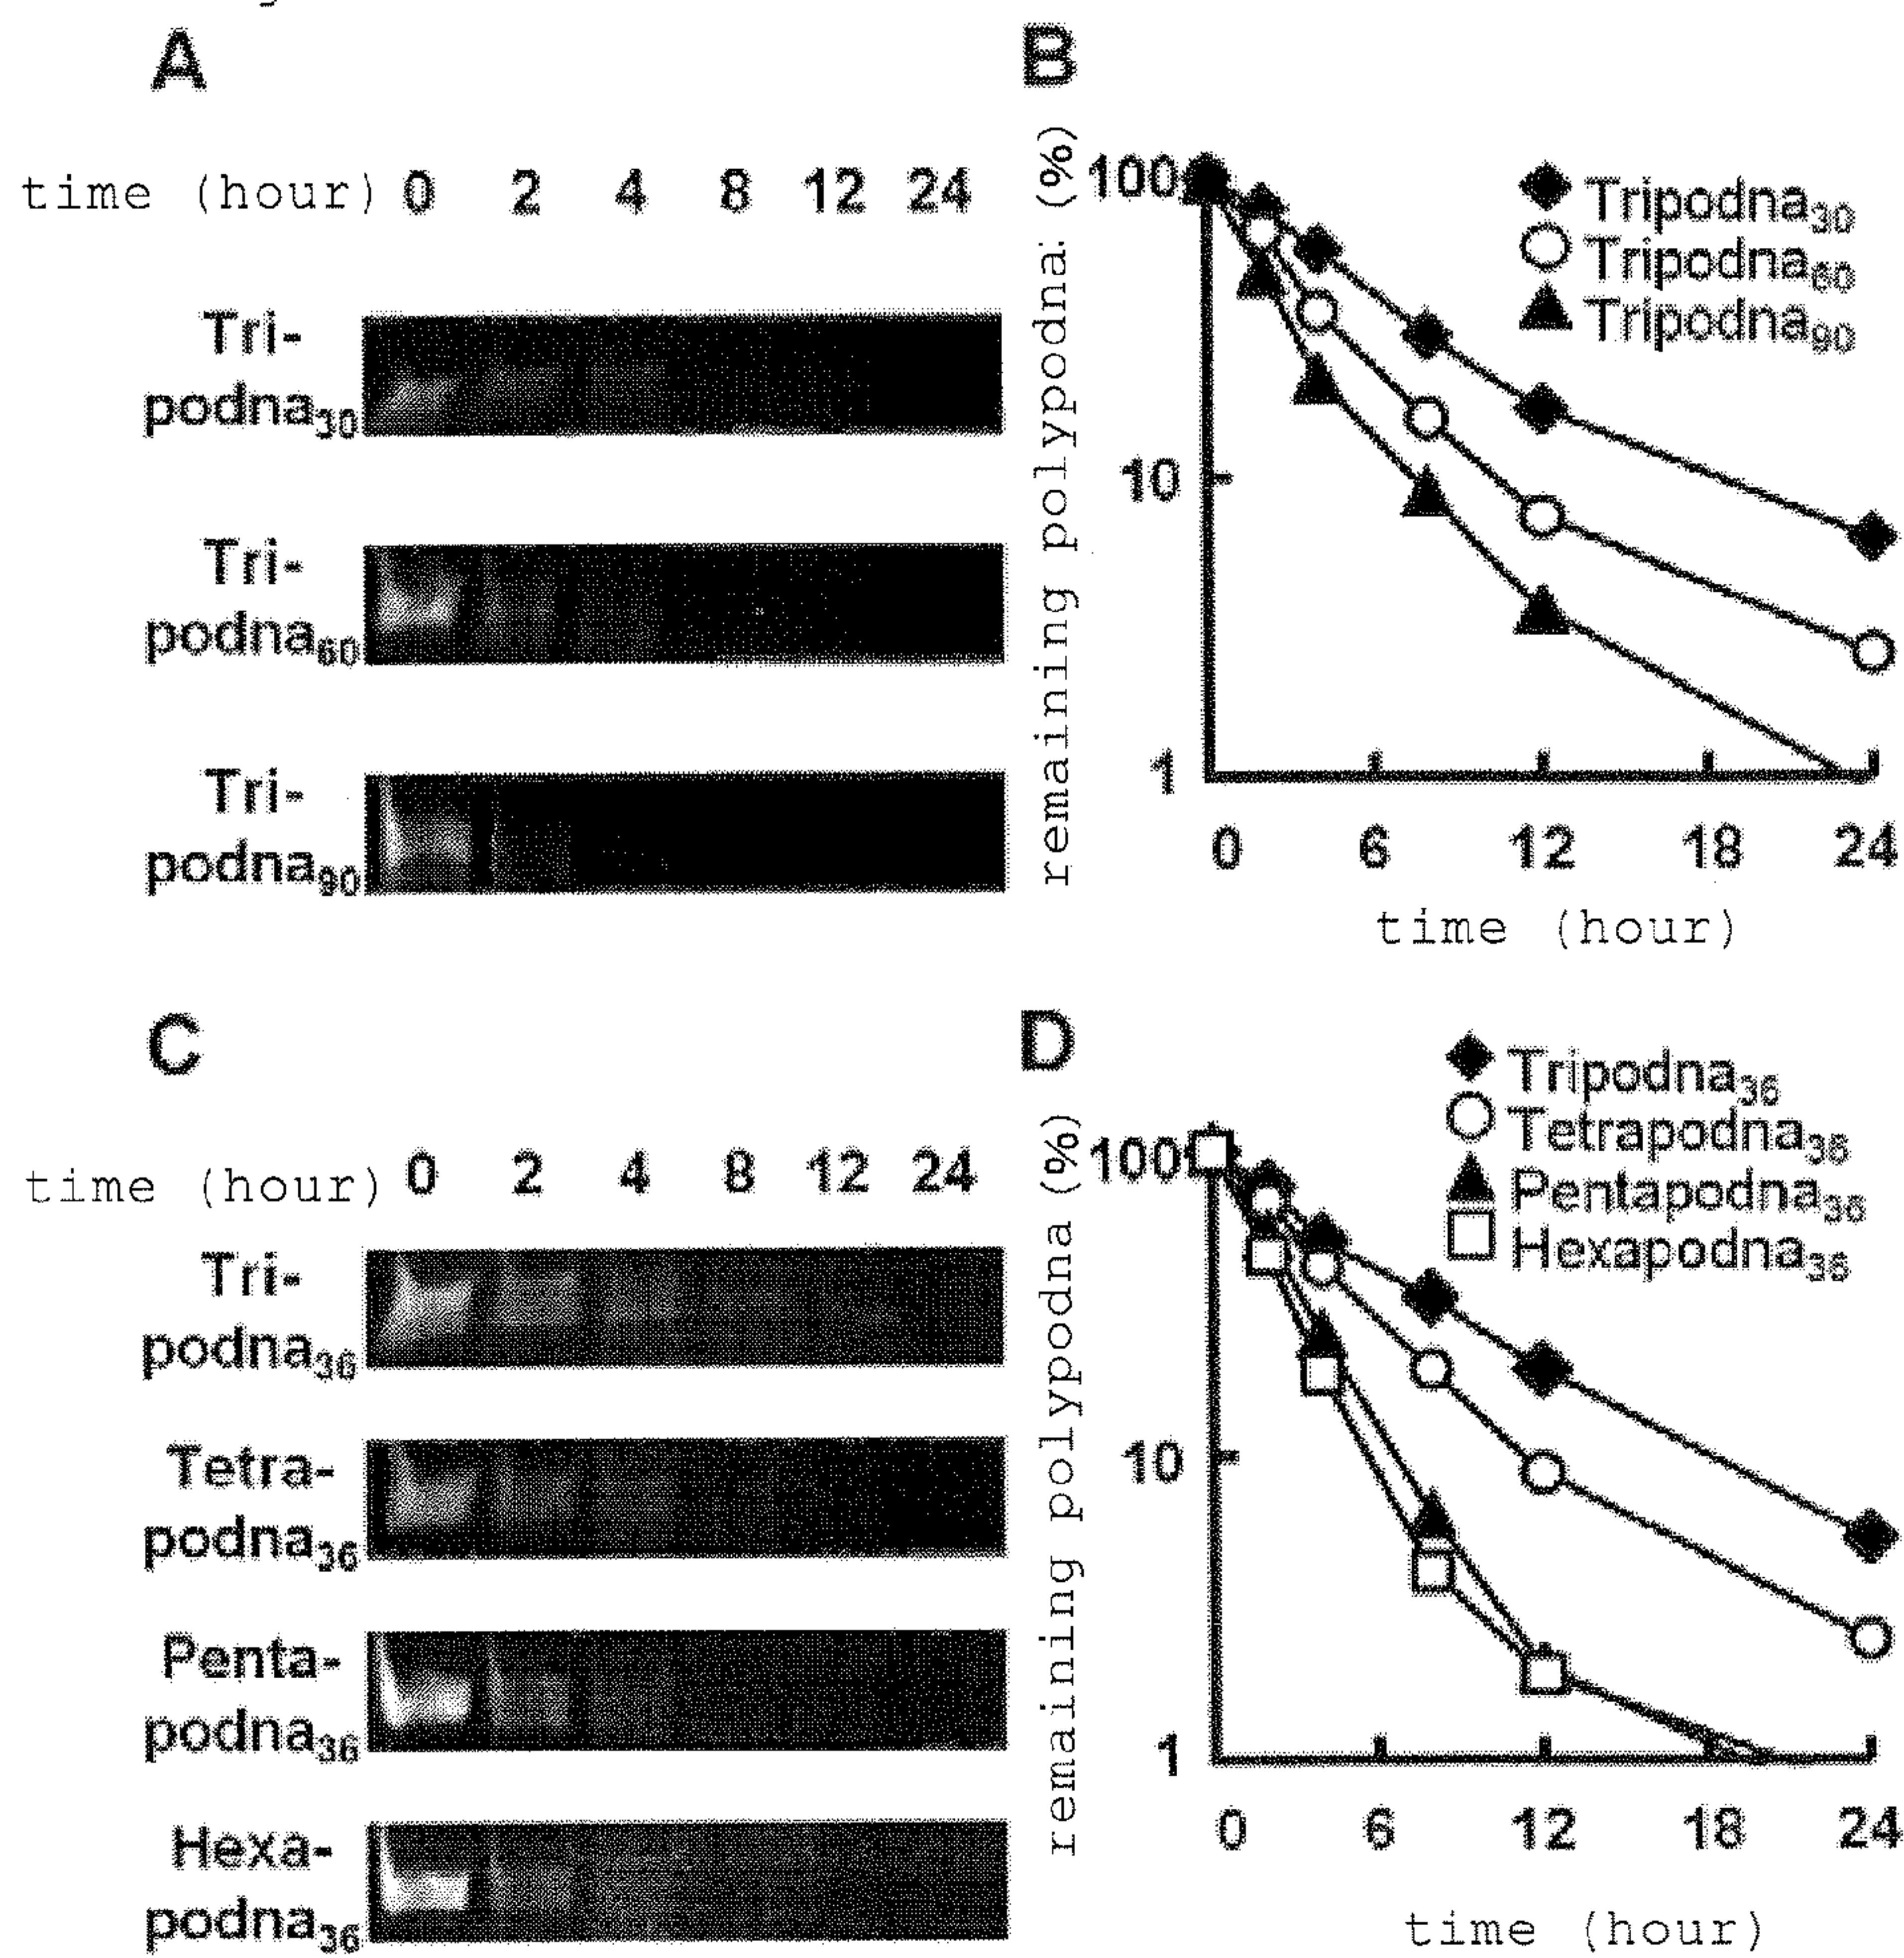 A
time (hour) 0 2 4 8 12 24
Tri-
podna30
Tri-
podna60
Tri-
podna90
B
remaining polypodna (%)
100
10
1
0 6 12 18 24
time (hour)
Tripodna30
Tripodna60
Tripodna90
C
time (hour) 0 2 4 8 12 24
Tri-
podna36
Tetra-
podna36
Penta-
podna36
Hexa-
podna36
D
remaining polypodna (%)
100
10
1
0 6 12 18 24
time (hour)
Tripodna36
Tetrapodna36
Pentapodna36
Hexapodna36